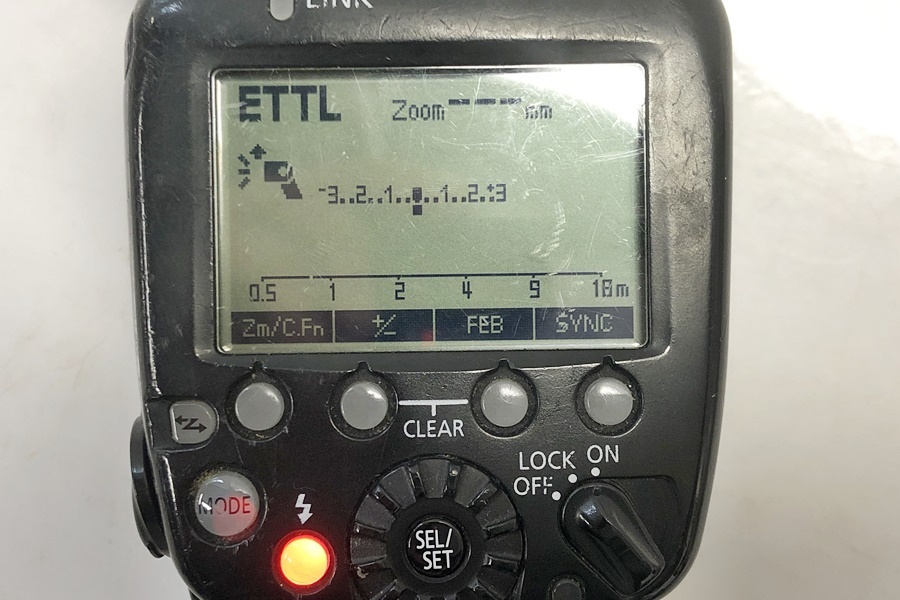 LINK
ETTL Zoom --- mm
-3..2..1..▮..1..2.+3
0.5 1 2 4 9 18m
Zm/C.Fn +/- FEB SYNC
CLEAR
LOCK ON
OFF
MODE
SEL/
SET